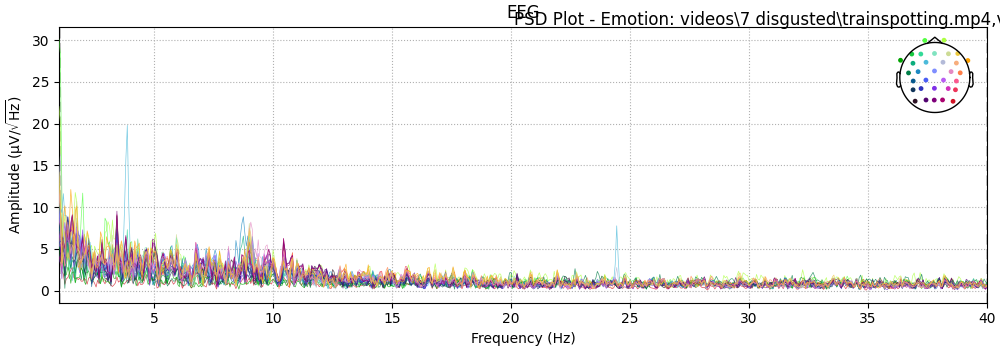 EEG
PSD Plot - Emotion: videos\7 disgusted\trainspotting.mp4,v
30
25
20
15
10
5
0
Amplitude (µV/√Hz)
5 10 15 20 25 30 35 40
Frequency (Hz)